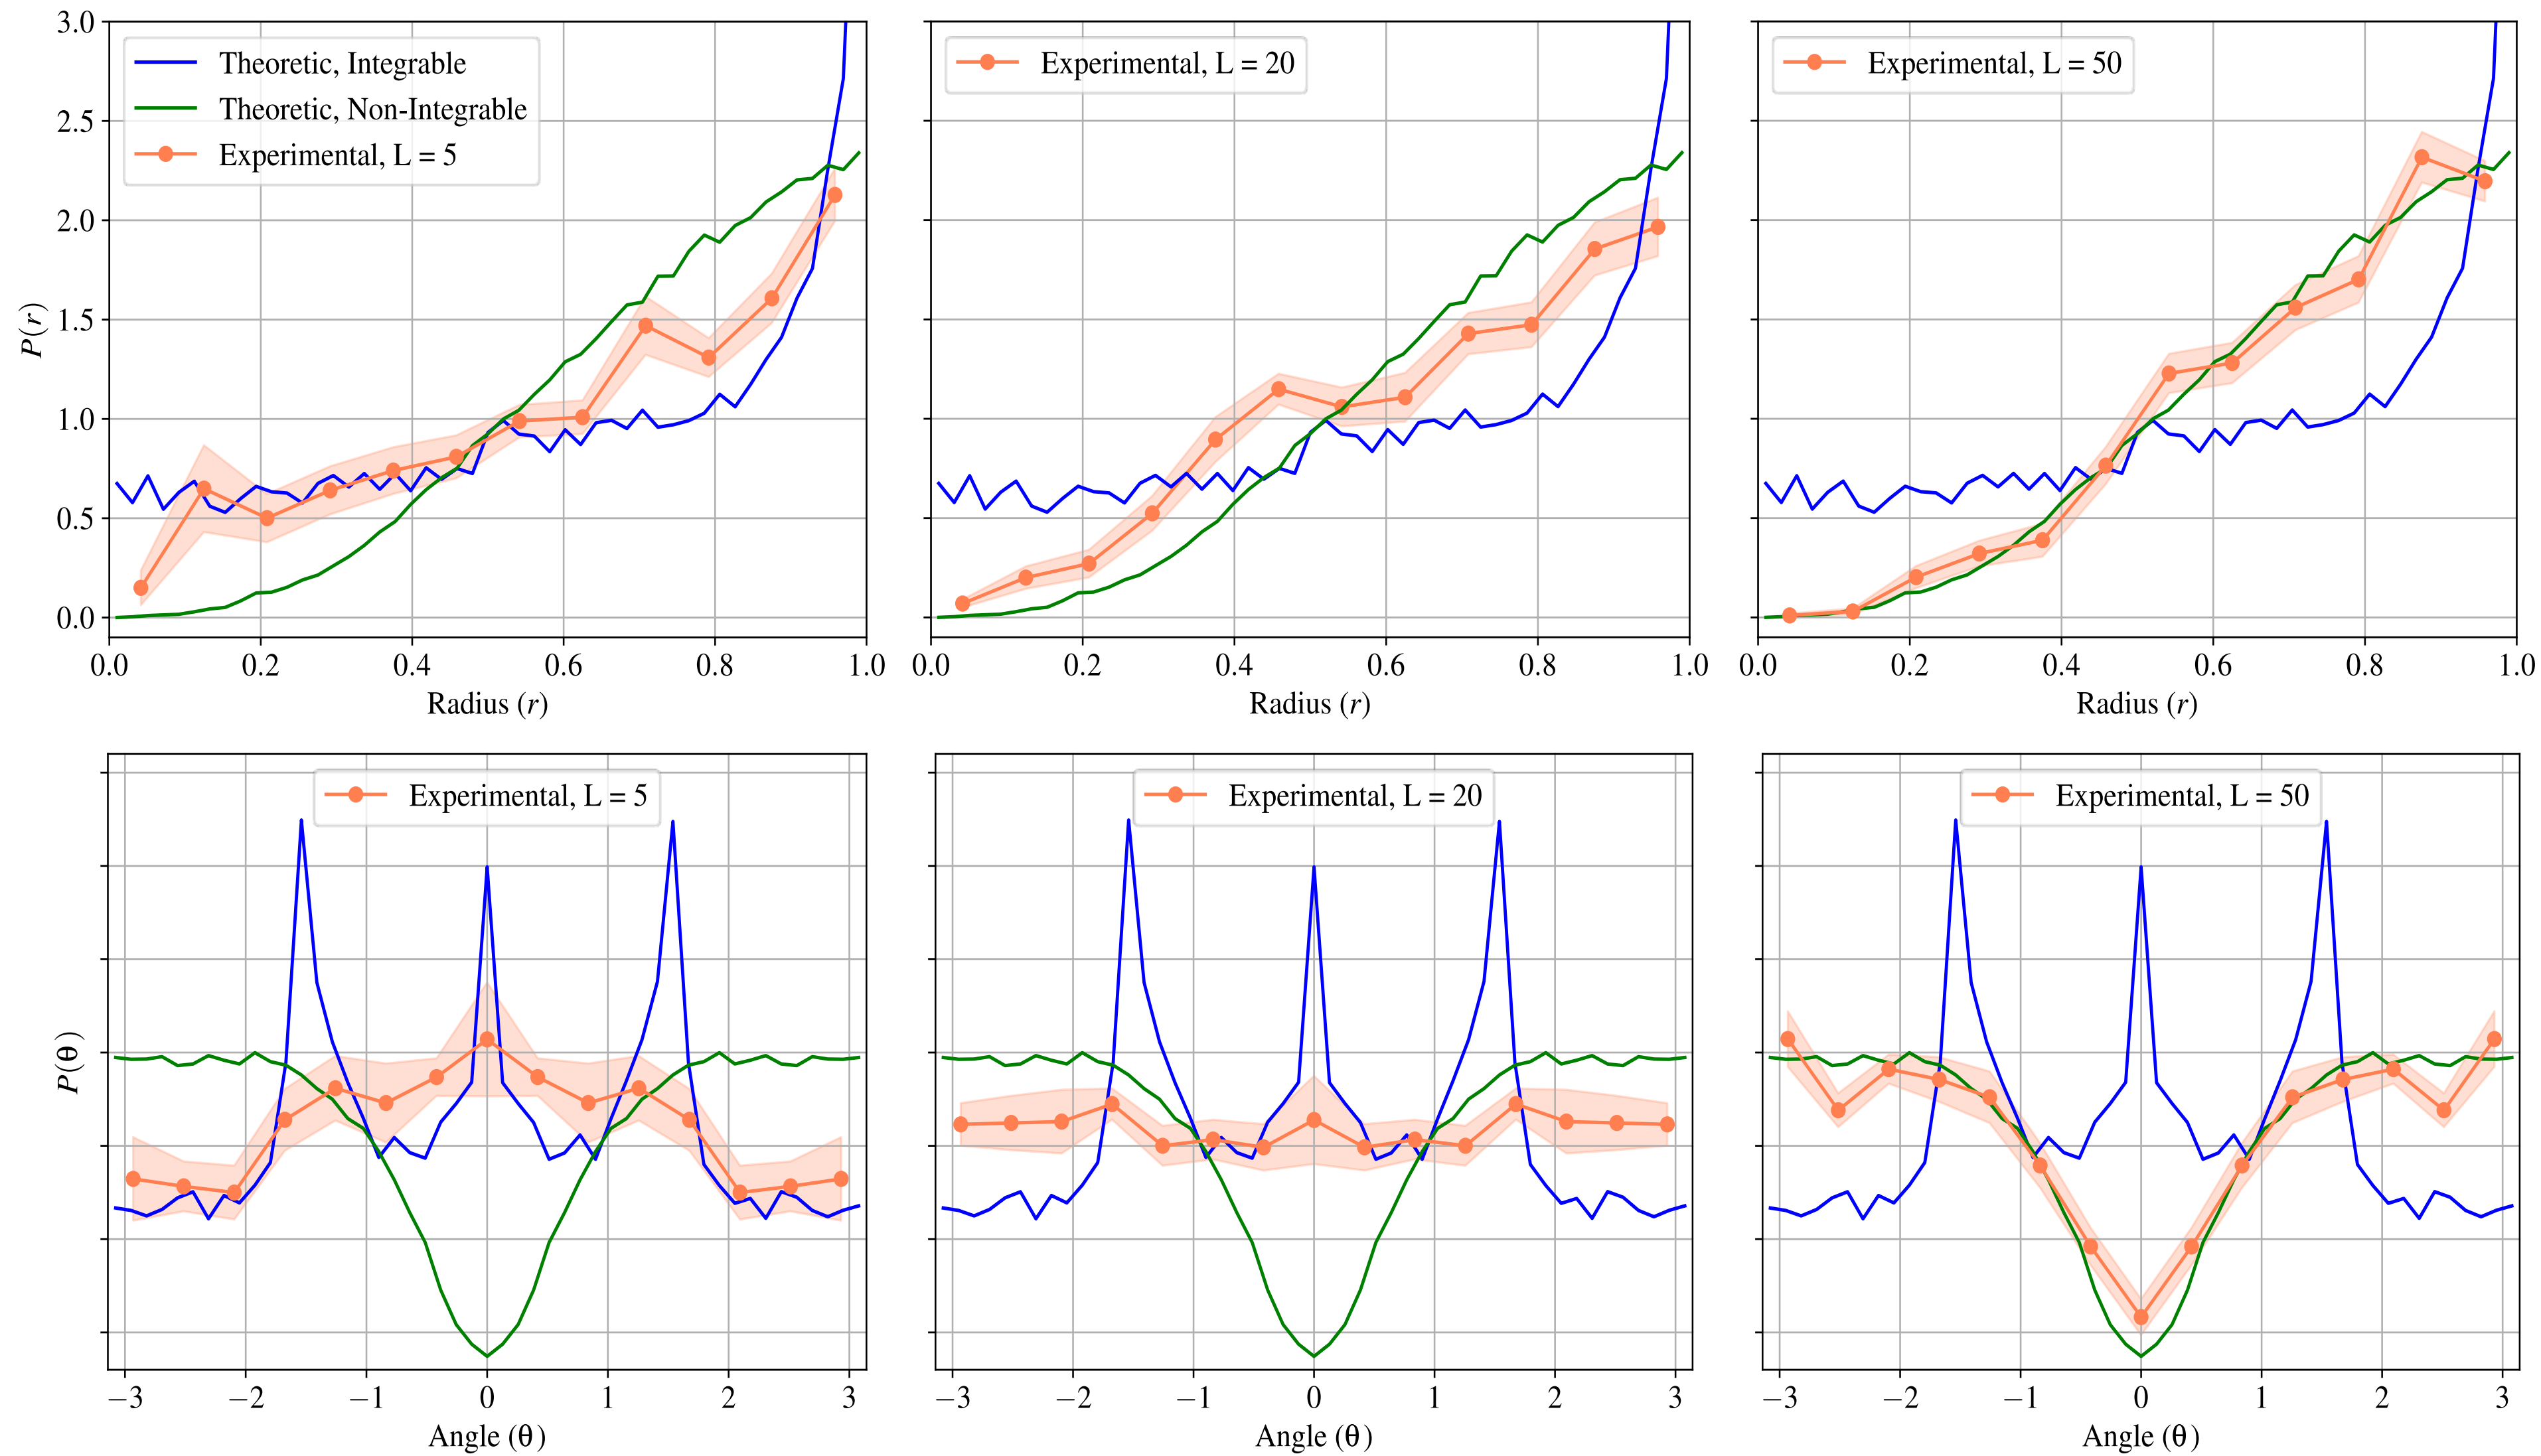 3.0
2.5
2.0
1.5
1.0
0.5
0.0
P(r)
Theoretic, Integrable
Theoretic, Non-Integrable
Experimental, L = 5
0.0 0.2 0.4 0.6 0.8 1.0
Radius (r)
Experimental, L = 20
0.0 0.2 0.4 0.6 0.8 1.0
Radius (r)
Experimental, L = 50
0.0 0.2 0.4 0.6 0.8 1.0
Radius (r)
P(θ)
Experimental, L = 5
−3 −2 −1 0 1 2 3
Angle (θ)
Experimental, L = 20
−3 −2 −1 0 1 2 3
Angle (θ)
Experimental, L = 50
−3 −2 −1 0 1 2 3
Angle (θ)